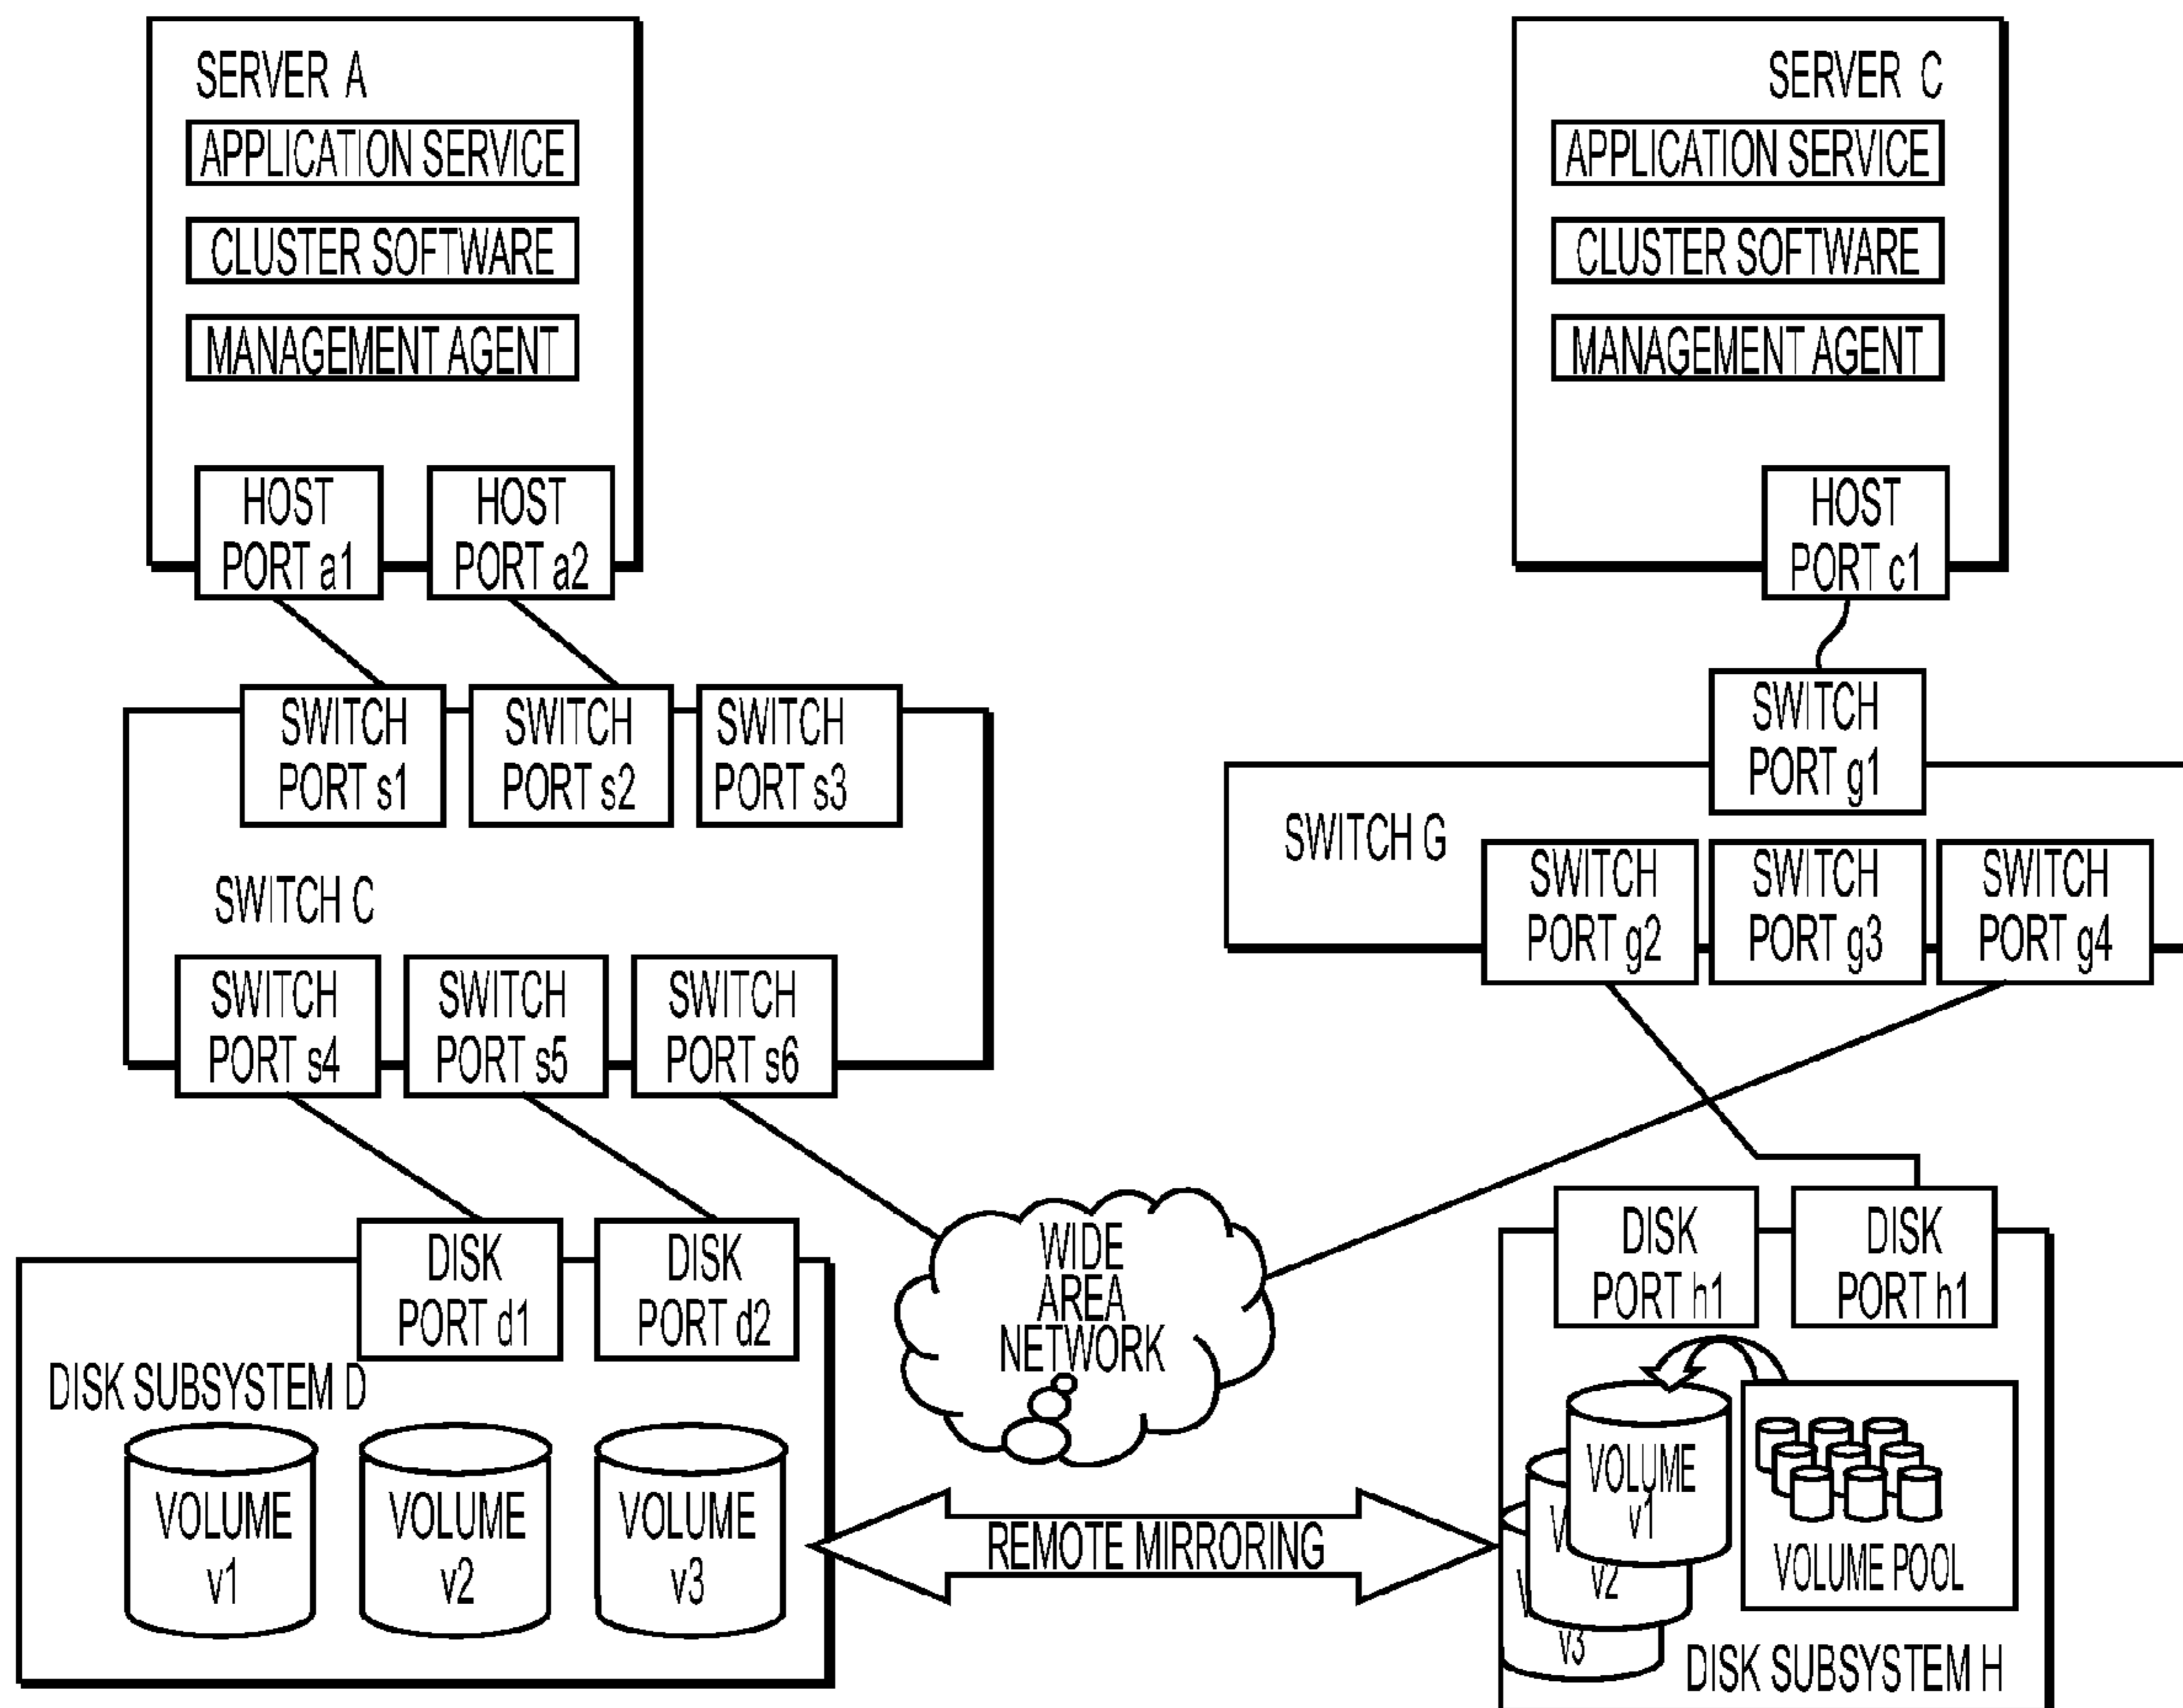 SERVER A
APPLICATION SERVICE
CLUSTER SOFTWARE
MANAGEMENT AGENT
HOST
PORT a1
HOST
PORT a2
SERVER C
APPLICATION SERVICE
CLUSTER SOFTWARE
MANAGEMENT AGENT
HOST
PORT c1
SWITCH
PORT s1
SWITCH
PORT s2
SWITCH
PORT s3
SWITCH C
SWITCH
PORT s4
SWITCH
PORT s5
SWITCH
PORT s6
SWITCH
PORT g1
SWITCH G
SWITCH
PORT g2
SWITCH
PORT g3
SWITCH
PORT g4
WIDE
AREA
NETWORK
DISK
PORT d1
DISK
PORT d2
DISK SUBSYSTEM D
VOLUME
v1
VOLUME
v2
VOLUME
v3
REMOTE MIRRORING
DISK
PORT h1
DISK
PORT h1
VOLUME
v1
V
v2
V
v3
VOLUME POOL
DISK SUBSYSTEM H